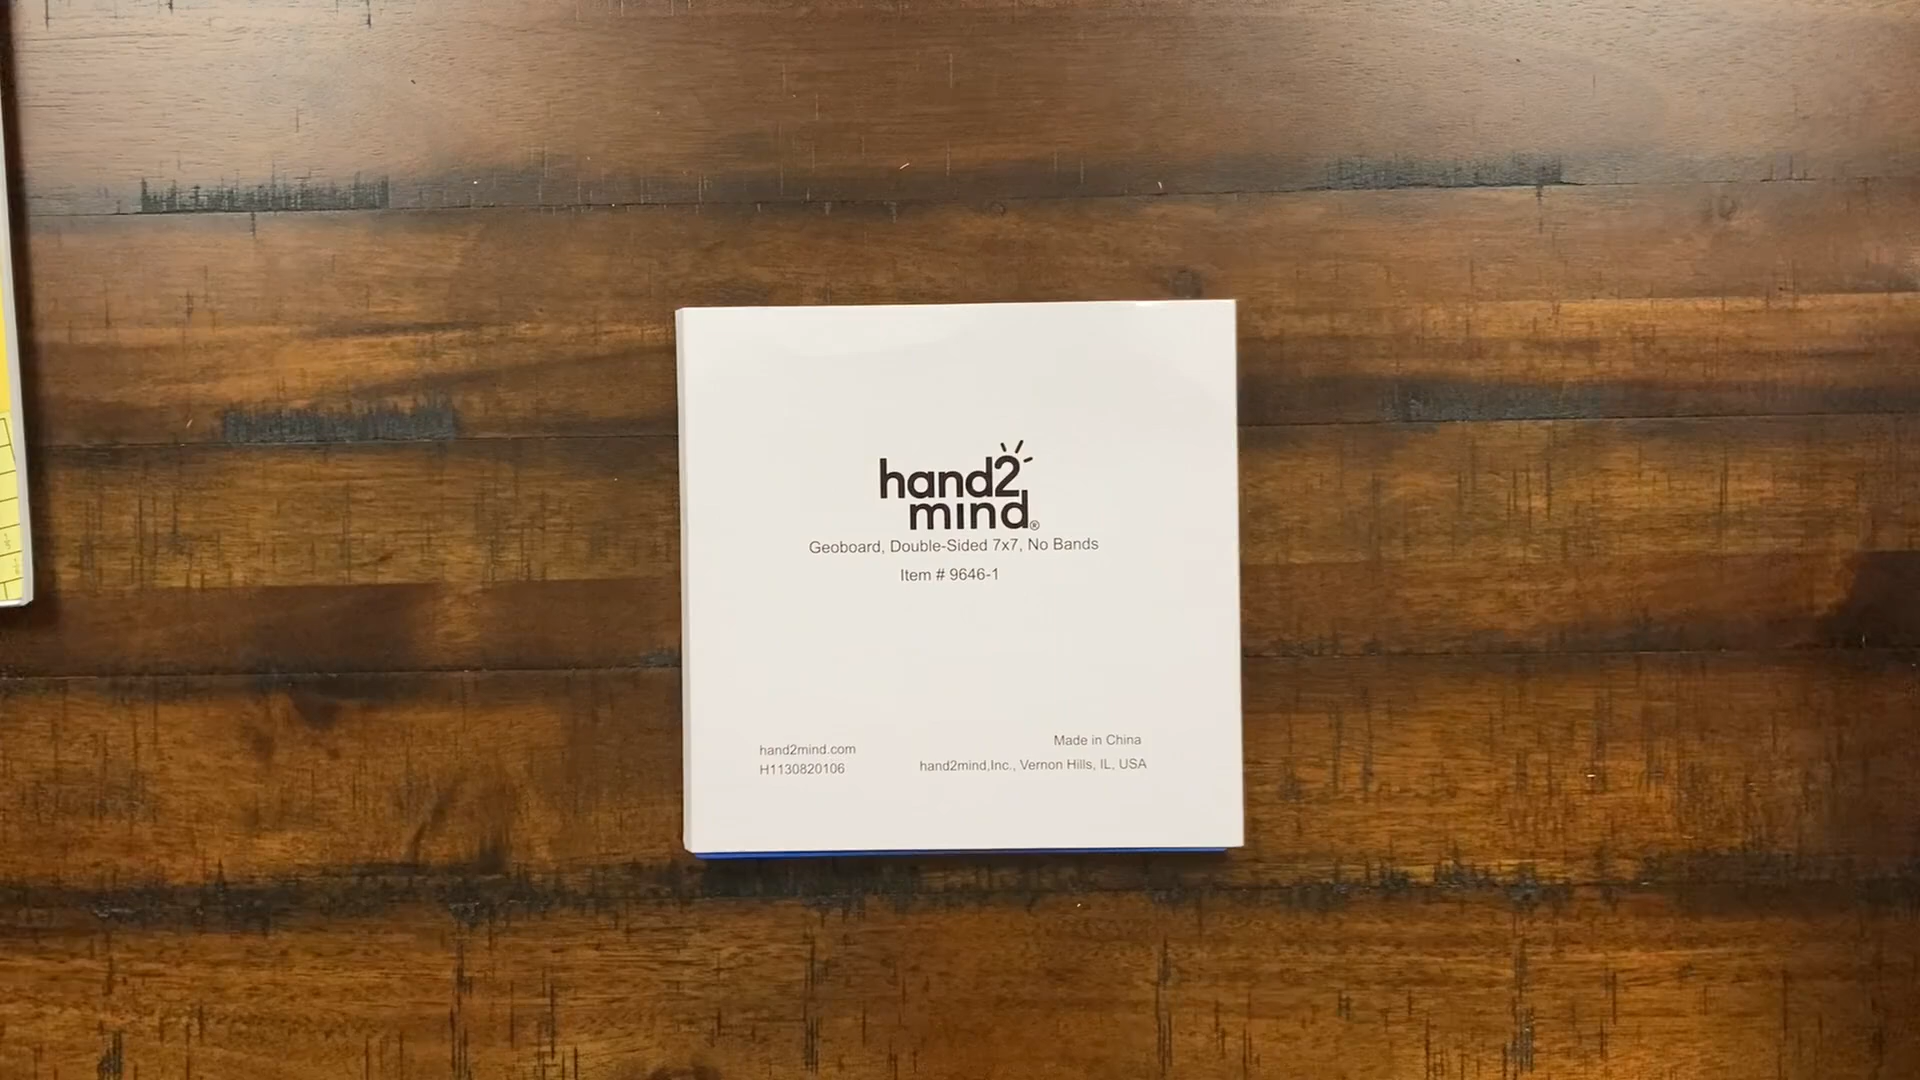 hand2
mind®
Geoboard, Double-Sided 7x7, No Bands
Item # 9646-1
hand2mind.com
H1130820106
Made in China
hand2mind,Inc., Vernon Hills, IL, USA